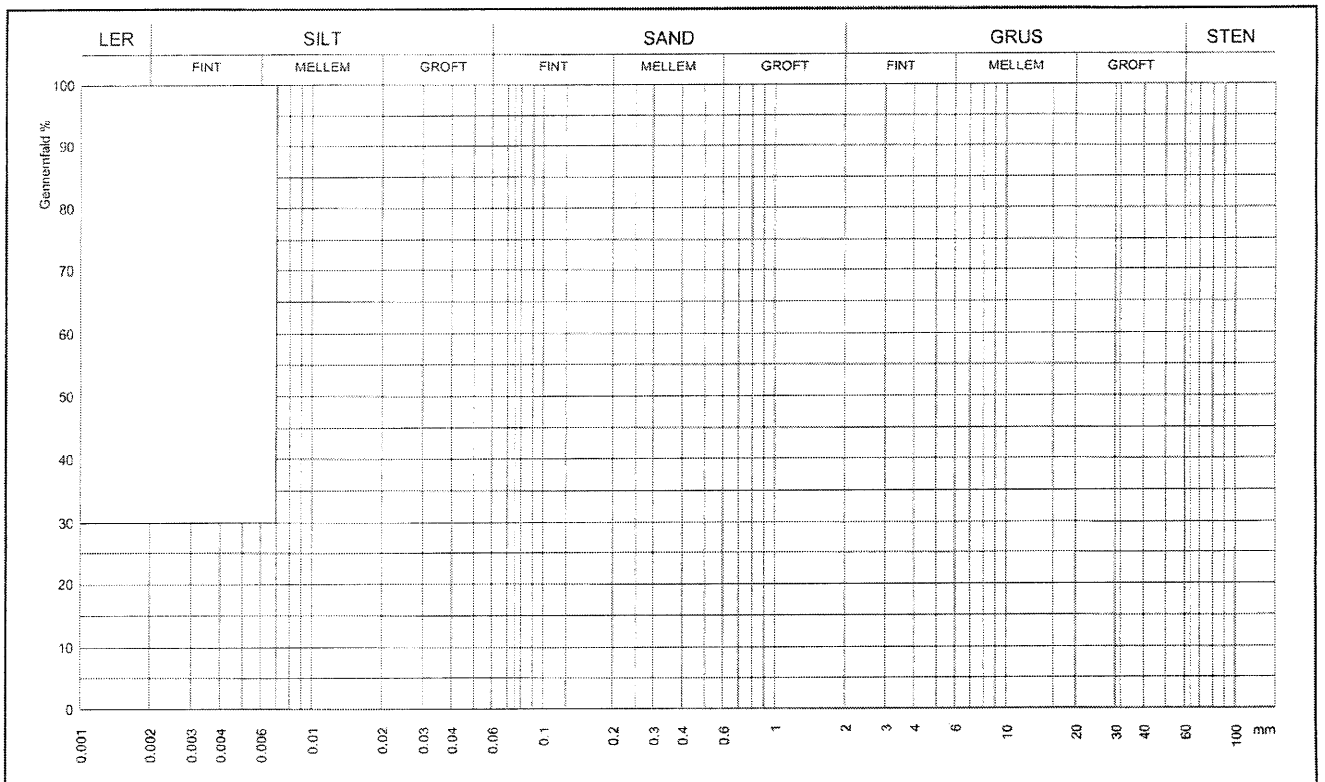 LER SILT SAND GRUS STEN
FINT MELLEM GROFT FINT MELLEM GROFT FINT MELLEM GROFT
Gennemfald %
100
90
80
70
60
50
40
30
20
10
0
0.001 0.002 0.003 0.004 0.006 0.01 0.02 0.03 0.04 0.06 0.1 0.2 0.3 0.4 0.6 1 2 3 4 6 10 20 30 40 60 100 mm